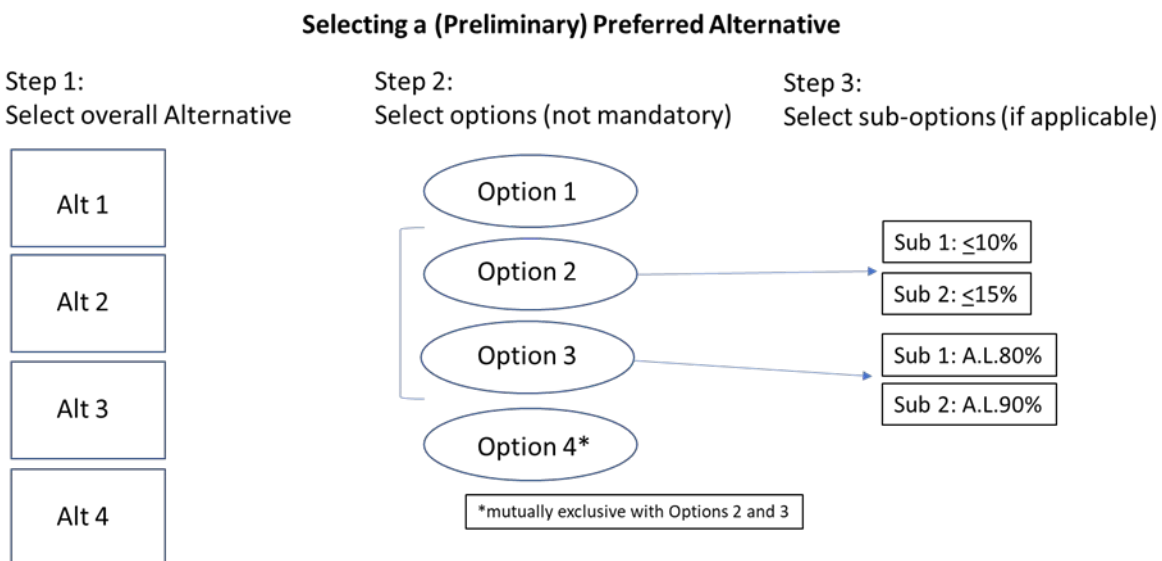 Selecting a (Preliminary) Preferred Alternative
Step 1:
Select overall Alternative
Alt 1
Alt 2
Alt 3
Alt 4
Step 2:
Select options (not mandatory)
Option 1
Option 2
Option 3
Option 4*
*mutually exclusive with Options 2 and 3
Step 3:
Select sub-options (if applicable)
Sub 1: ≤10%
Sub 2: ≤15%
Sub 1: A.L.80%
Sub 2: A.L.90%